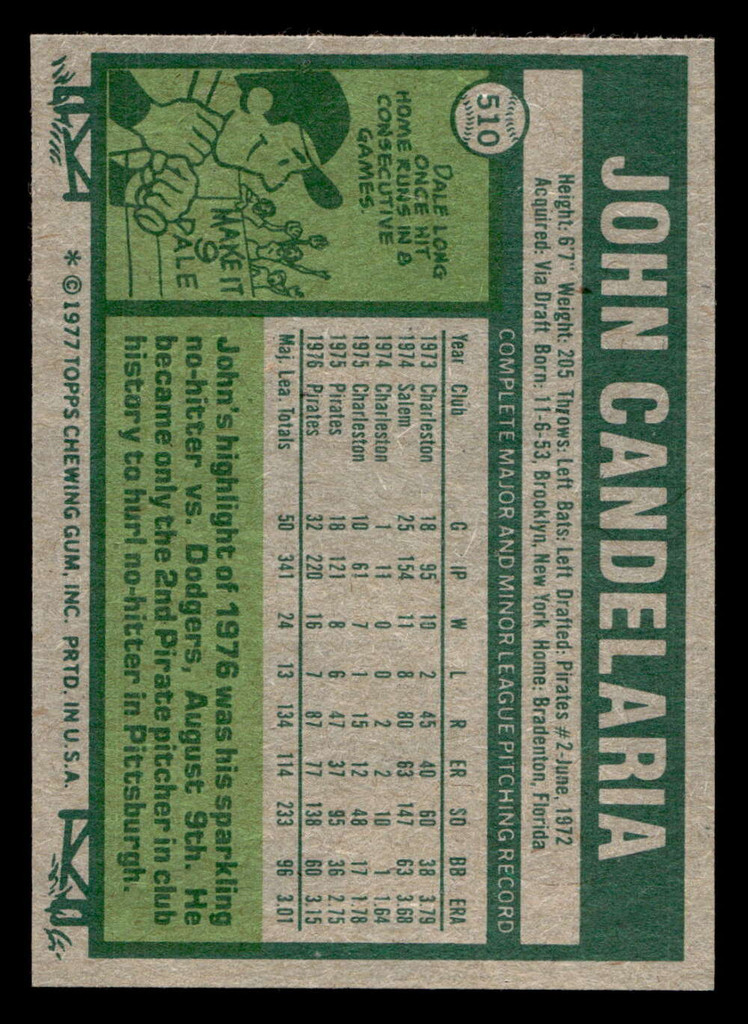 JOHN CANDELARIA
510
Height: 6'7" Weight: 205 Throws: Left Bats: Left Drafted: Pirates #2-June, 1972
Acquired: Via Draft Born: 11-6-53, Brooklyn, New York Home: Bradenton, Florida
COMPLETE MAJOR AND MINOR LEAGUE PITCHING RECORD
Year Club G IP W L R ER SO BB ERA
1973 Charleston 18 95 10 2 45 40 60 38 3.79
1974 Salem 25 154 11 8 80 63 147 63 3.68
1974 Charleston 1 11 0 0 2 2 10 1 1.64
1975 Charleston 10 61 7 1 15 12 48 17 1.78
1975 Pirates 18 121 8 6 47 37 95 36 2.75
1976 Pirates 32 220 16 7 87 77 138 60 3.15
Maj. Lea. Totals 50 341 24 13 134 114 233 96 3.01
DALE LONG
ONCE HIT
HOME RUNS IN 8
CONSECUTIVE
GAMES.
MAKE IT
9
DALE
John's highlight of 1976 was his sparkling
no-hitter vs. Dodgers, August 9th. He
became only the 2nd Pirate pitcher in club
history to hurl no-hitter in Pittsburgh.
* © 1977 TOPPS CHEWING GUM, INC. PRTD. IN U.S.A.